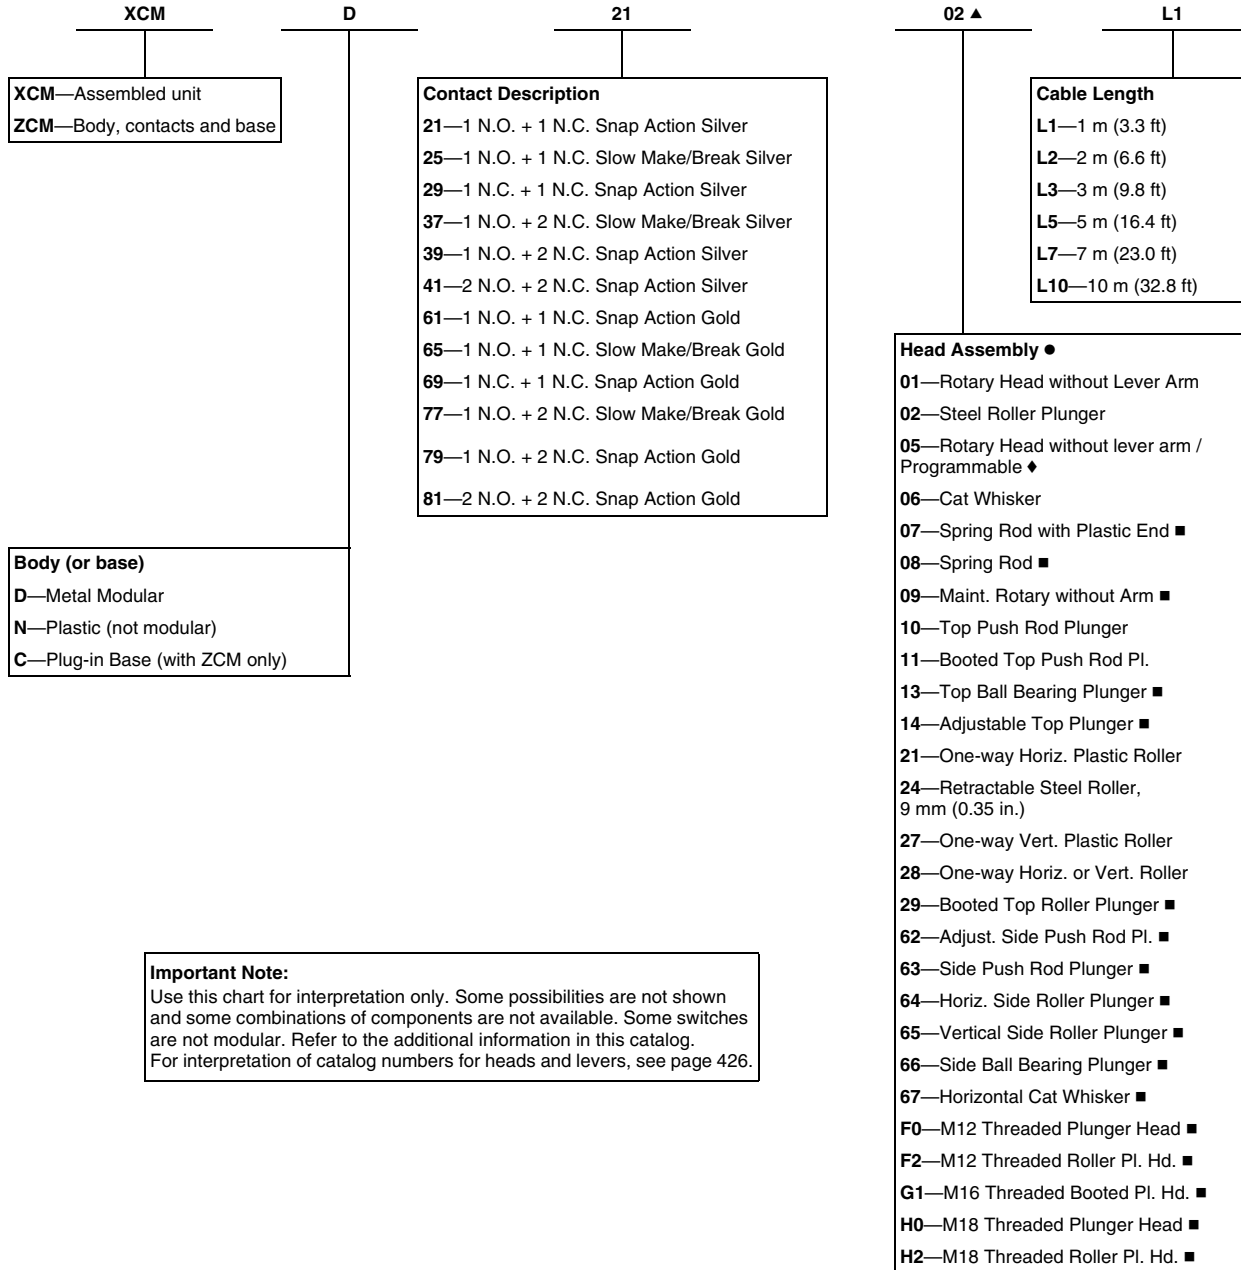 XCM D 21 02 ▲ L1
XCM—Assembled unit
ZCM—Body, contacts and base
Contact Description
21—1 N.O. + 1 N.C. Snap Action Silver
25—1 N.O. + 1 N.C. Slow Make/Break Silver
29—1 N.C. + 1 N.C. Snap Action Silver
37—1 N.O. + 2 N.C. Slow Make/Break Silver
39—1 N.O. + 2 N.C. Snap Action Silver
41—2 N.O. + 2 N.C. Snap Action Silver
61—1 N.O. + 1 N.C. Snap Action Gold
65—1 N.O. + 1 N.C. Slow Make/Break Gold
69—1 N.C. + 1 N.C. Snap Action Gold
77—1 N.O. + 2 N.C. Slow Make/Break Gold
79—1 N.O. + 2 N.C. Snap Action Gold
81—2 N.O. + 2 N.C. Snap Action Gold
Cable Length
L1—1 m (3.3 ft)
L2—2 m (6.6 ft)
L3—3 m (9.8 ft)
L5—5 m (16.4 ft)
L7—7 m (23.0 ft)
L10—10 m (32.8 ft)
Body (or base)
D—Metal Modular
N—Plastic (not modular)
C—Plug-in Base (with ZCM only)
Head Assembly ●
01—Rotary Head without Lever Arm
02—Steel Roller Plunger
05—Rotary Head without lever arm /
Programmable ♦
06—Cat Whisker
07—Spring Rod with Plastic End ■
08—Spring Rod ■
09—Maint. Rotary without Arm ■
10—Top Push Rod Plunger
11—Booted Top Push Rod Pl.
13—Top Ball Bearing Plunger ■
14—Adjustable Top Plunger ■
21—One-way Horiz. Plastic Roller
24—Retractable Steel Roller,
9 mm (0.35 in.)
27—One-way Vert. Plastic Roller
28—One-way Horiz. or Vert. Roller
29—Booted Top Roller Plunger ■
62—Adjust. Side Push Rod Pl. ■
63—Side Push Rod Plunger ■
64—Horiz. Side Roller Plunger ■
65—Vertical Side Roller Plunger ■
66—Side Ball Bearing Plunger ■
67—Horizontal Cat Whisker ■
F0—M12 Threaded Plunger Head ■
F2—M12 Threaded Roller Pl. Hd. ■
G1—M16 Threaded Booted Pl. Hd. ■
H0—M18 Threaded Plunger Head ■
H2—M18 Threaded Roller Pl. Hd. ■
Important Note:
Use this chart for interpretation only. Some possibilities are not shown
and some combinations of components are not available. Some switches
are not modular. Refer to the additional information in this catalog.
For interpretation of catalog numbers for heads and levers, see page 426.